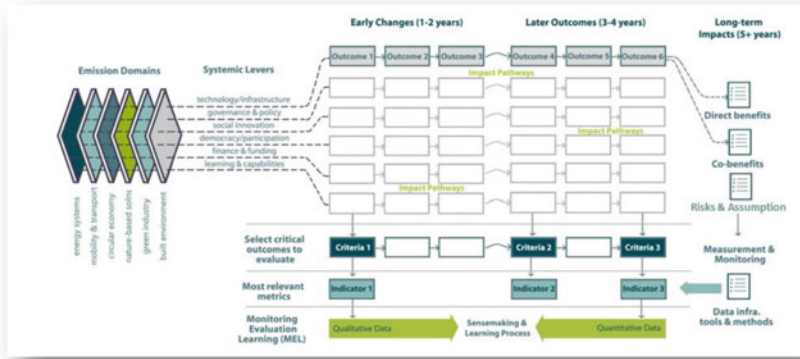 Early Changes (1-2 years)
Later Outcomes (3-4 years)
Long-term
Impacts (5+ years)
Emission Domains
Systemic Levers
Outcome 1
Outcome 2
Outcome 3
Outcome 4
Outcome 5
Outcome 6
Impact Pathways
technology/infrastructure
governance & policy
social innovation
democracy/participation
finance & funding
learning & capabilities
Impact Pathways
Impact Pathways
Direct benefits
Co-benefits
Risks & Assumption
energy systems
mobility & transport
circular economy
nature-based solns
green industry
built environment
Select critical
outcomes to
evaluate
Criteria 1
Criteria 2
Criteria 3
Measurement &
Monitoring
Most relevant
metrics
Indicator 1
Indicator 2
Indicator 3
Data infra.
tools & methods
Monitoring
Evaluation
Learning (MEL)
Qualitative Data
Sensemaking &
Learning Process
Quantitative Data